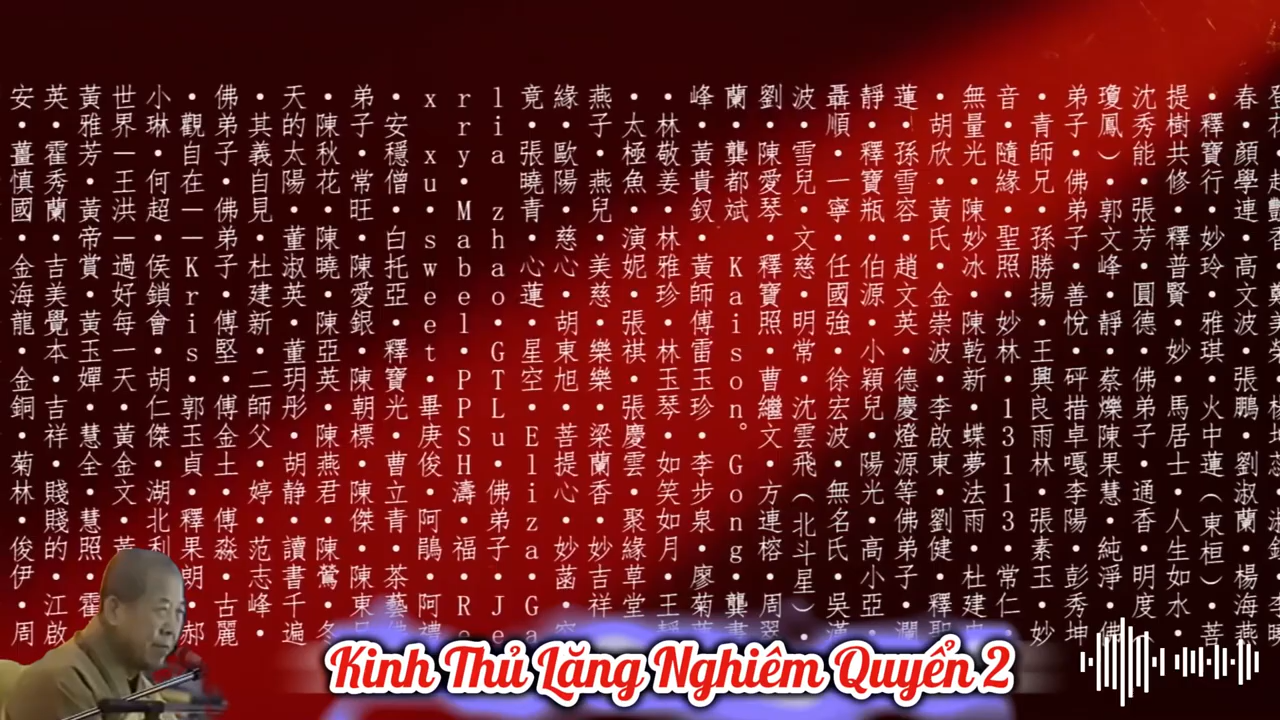 春・顏學連・高文波・張鵬・劉淑蘭・楊海燕
・釋寶行・妙玲・雅琪・火中蓮（東桓）・菩
提樹共修・釋普賢・妙・馬居士・人生如水・
沈秀能・張芳・圓德・佛弟子・通香・明度・
瓊鳳）・郭文峰・靜・蔡爍陳果慧・純淨・佛
弟子・佛弟子・善悅・砰措卓嘎李陽・彭秀坤
・青師兄・孫勝揚・王興良雨林・張素玉・妙
音・隨緣・聖照・妙林・13113・常仁・
無量光・陳妙冰・陳乾新・蝶夢法雨・杜建
・胡欣・黃氏・金崇波・李啟東・劉健・釋聖
蓮・孫雪容・趙文英・德慶燈源等佛弟子・瀾
靜・釋寶瓶・伯源・小穎兒・陽光・高小亞・
聶順・一寧・任國強・徐宏波・無名氏・吳漢
波・雪兒・文慈・明常・沈雲飛（北斗星）・
劉・陳愛琴・釋寶照・曹繼文・方連榕・周翠
蘭・龔都斌・Kaison。Gong・龔書
峰・黃貴釵・黃師傅雷玉珍・李步泉・廖菊
・林敬姜・林雅珍・林玉琴・如笑如月・王靜
・太極魚・演妮・張祺・張慶雲・聚緣草堂
燕子・燕兒・美慈・樂樂・梁蘭香・妙吉祥
緣・歐陽・慈心・胡東旭・菩提心・妙菡・
竟・張曉青・心蓮・星空・Eliza・Ga
lia zhao・GTLu・佛弟子・Je
rry・Mabel・PPSH濤・福・Re
x xu・sweet・畢庚俊・阿鵑・阿禮
・安穩僧・白托亞・釋寶光・曹立青・茶藝
弟子・常旺・陳愛銀・陳朝標・陳傑・陳東
・陳秋花・陳曉・陳亞英・陳燕君・陳鶯・冬
天的太陽・董淑英・董玥彤・胡静・讀書千遍
・其義自見・杜建新・二師父・婷・范志峰・
佛弟子・佛弟子・傅堅・傅金土・傅淼・古麗
・觀自在一一Kris・郭玉貞・釋果朗・郝
小琳・何超・侯鎖會・胡仁傑・湖北利
世界一王洪一過好每一天・黃金文・黃
黃雅芳・黃帝賞・黃玉嬋・慧全・慧照・霍
英・霍秀蘭・吉美覺本・吉祥・賤賤的・江啟
安・薑慎國・金海龍・金銅・菊林・俊伊・周
Kinh Thủ Lăng Nghiêm Quyển 2